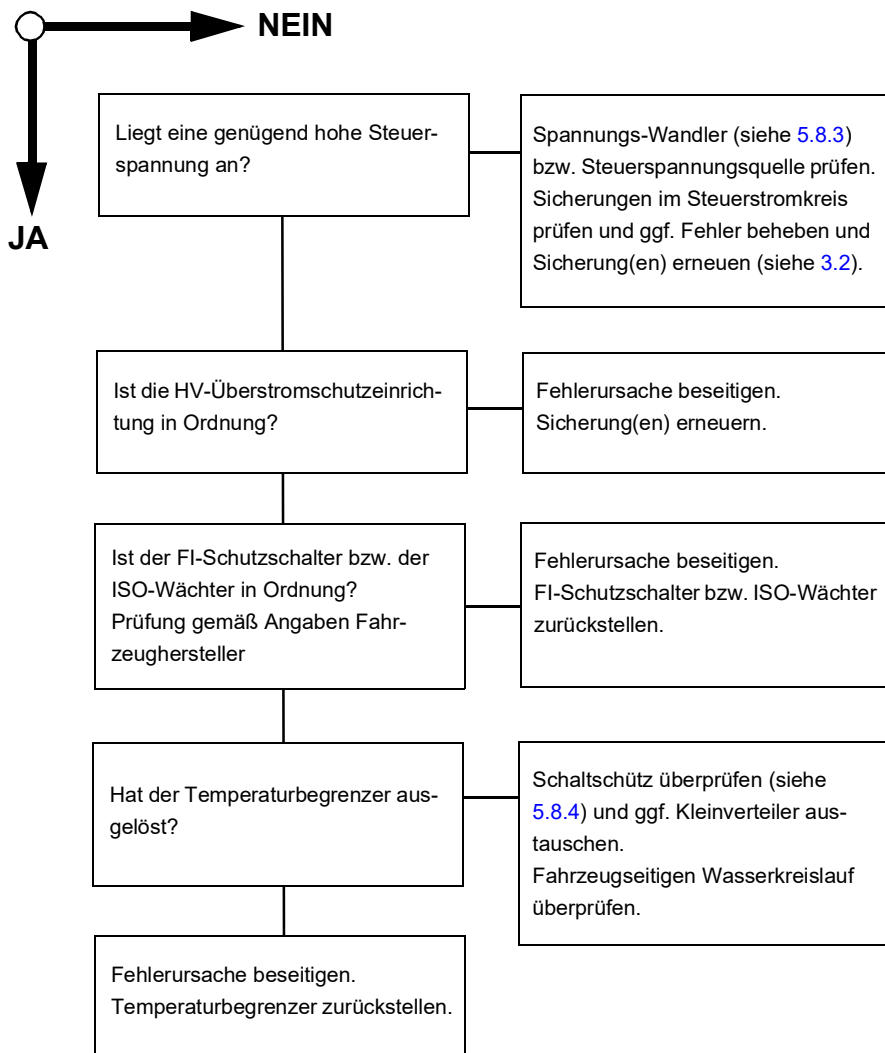 NEIN
JA
Liegt eine genügend hohe Steuer-
spannung an?
Spannungs-Wandler (siehe 5.8.3)
bzw. Steuerspannungsquelle prüfen.
Sicherungen im Steuerstromkreis
prüfen und ggf. Fehler beheben und
Sicherung(en) erneuen (siehe 3.2).
Ist die HV-Überstromschutzeinrich-
tung in Ordnung?
Fehlerursache beseitigen.
Sicherung(en) erneuern.
Ist der FI-Schutzschalter bzw. der
ISO-Wächter in Ordnung?
Prüfung gemäß Angaben Fahr-
zeughersteller
Fehlerursache beseitigen.
FI-Schutzschalter bzw. ISO-Wächter
zurückstellen.
Hat der Temperaturbegrenzer aus-
gelöst?
Schaltschütz überprüfen (siehe
5.8.4) und ggf. Kleinverteiler aus-
tauschen.
Fahrzeugseitigen Wasserkreislauf
überprüfen.
Fehlerursache beseitigen.
Temperaturbegrenzer zurückstellen.